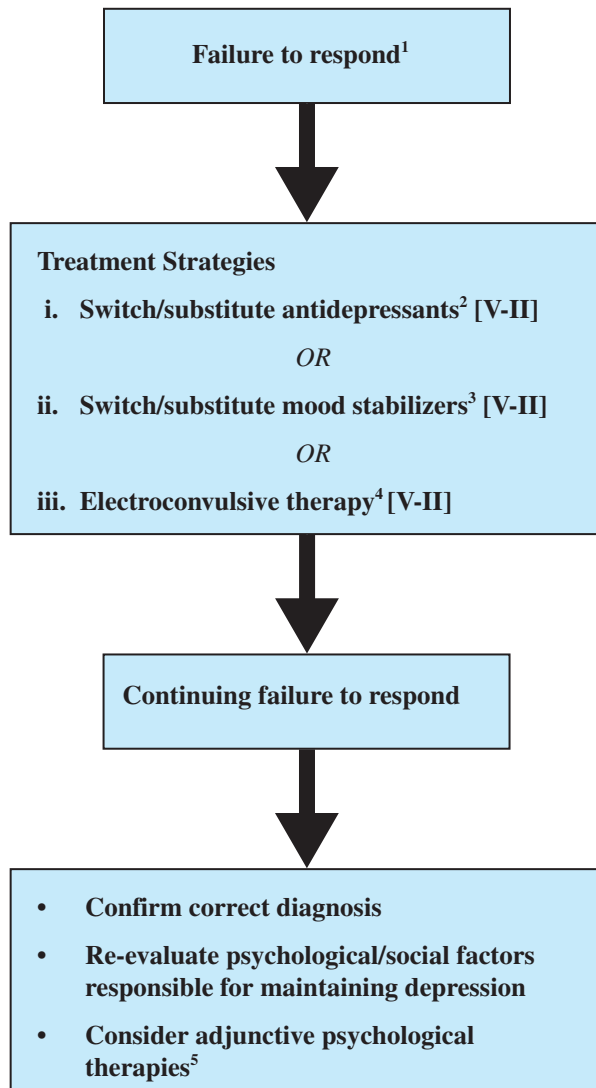 Failure to respond¹
Treatment Strategies
i. Switch/substitute antidepressants² [V-II]
OR
ii. Switch/substitute mood stabilizers³ [V-II]
OR
iii. Electroconvulsive therapy⁴ [V-II]
Continuing failure to respond
• Confirm correct diagnosis
• Re-evaluate psychological/social factors
responsible for maintaining depression
• Consider adjunctive psychological
therapies⁵